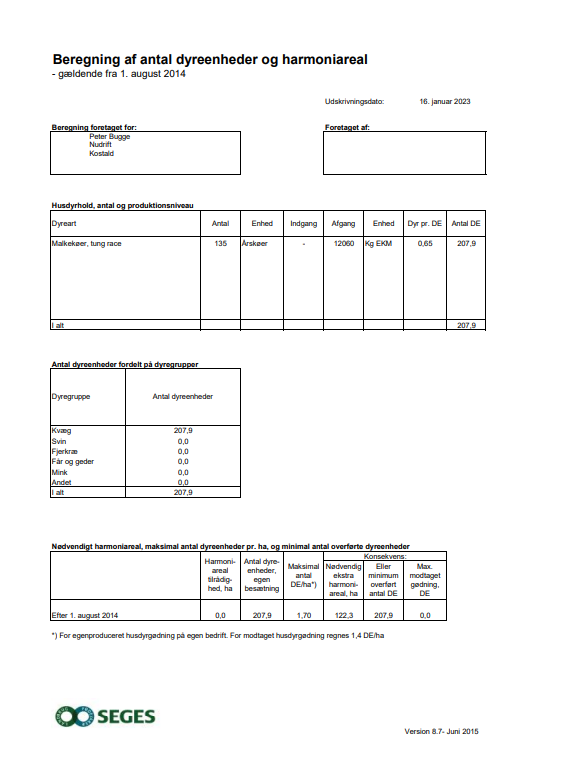 Beregning af antal dyreenheder og harmoniareal
- gældende fra 1. august 2014
Udskrivningsdato: 16. januar 2023
Beregning foretaget for: Foretaget af:
Peter Bugge
Nudrift
Kostald
Husdyrhold, antal og produktionsniveau
Dyreart Antal Enhed Indgang Afgang Enhed Dyr pr. DE Antal DE
Malkekøer, tung race 135 Årskøer - 12060 Kg EKM 0,65 207,9
I alt 207,9
Antal dyreenheder fordelt på dyregrupper
Dyregruppe Antal dyreenheder
Kvæg 207,9
Svin 0,0
Fjerkræ 0,0
Får og geder 0,0
Mink 0,0
Andet 0,0
I alt 207,9
Nødvendigt harmoniareal, maksimal antal dyreenheder pr. ha, og minimal antal overførte dyreenheder
Konsekvens:
Harmoni-
areal
tilrådig-
hed, ha
Antal dyre-
enheder,
egen
besætning
Maksimal
antal
DE/ha*)
Nødvendig
ekstra
harmoni-
areal, ha
Eller
minimum
overført
antal DE
Max.
modtaget
gødning,
DE
Efter 1. august 2014 0,0 207,9 1,70 122,3 207,9 0,0
*) For egenproduceret husdyrgødning på egen bedrift. For modtaget husdyrgødning regnes 1,4 DE/ha
SEGES
Version 8.7- Juni 2015